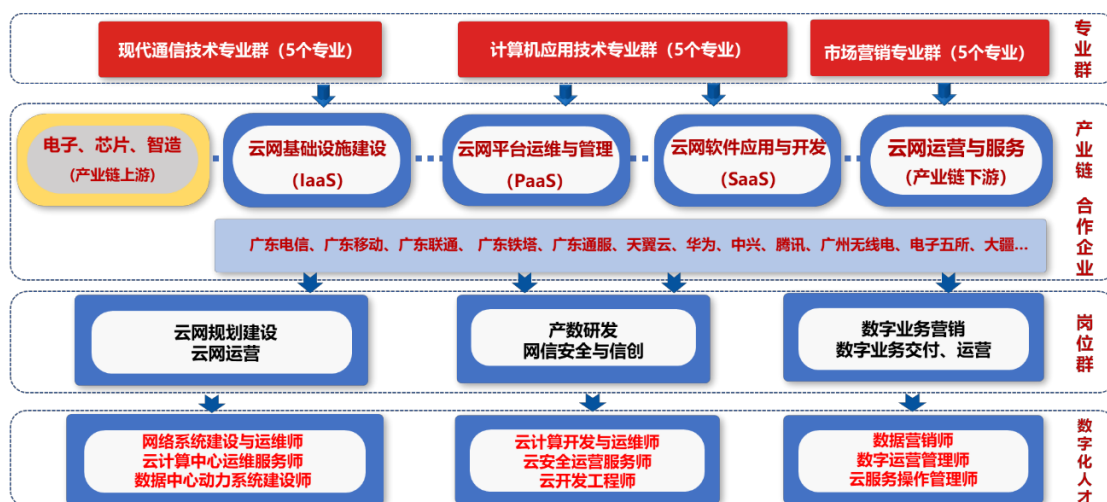 现代通信技术专业群（5个专业）
计算机应用技术专业群（5个专业）
市场营销专业群（5个专业）
专业群
电子、芯片、智造
(产业链上游)
云网基础设施建设
（IaaS）
云网平台运维与管理
（PaaS）
云网软件应用与开发
（SaaS）
云网运营与服务
（产业链下游）
产业链
合作企业
广东电信、广东移动、广东联通、 广东铁塔、广东通服、天翼云、华为、中兴、腾讯、广州无线电、电子五所、大疆...
云网规划建设
云网运营
产数研发
网信安全与信创
数字业务营销
数字业务交付、运营
岗位群
网络系统建设与运维师
云计算中心运维服务师
数据中心动力系统建设师
云计算开发与运维师
云安全运营服务师
云开发工程师
数据营销师
数字运营管理师
云服务操作管理师
数字化人才